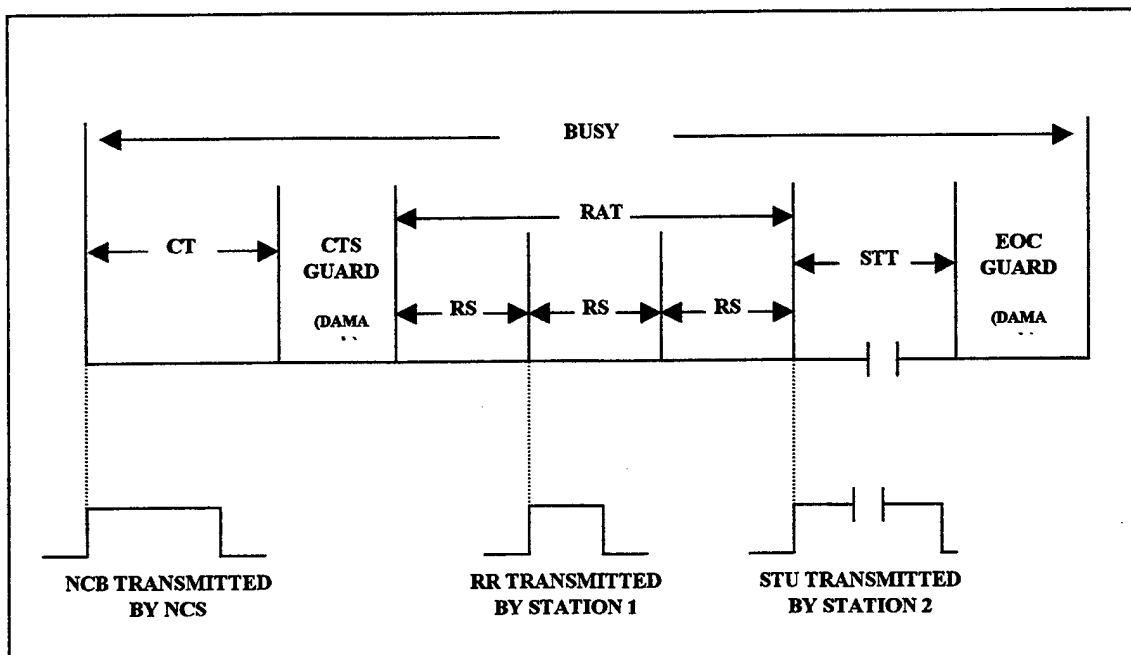 BUSY
RAT
CT
CTS
GUARD
(DAMA
STT
EOC
GUARD
(DAMA
RS
RS
RS
NCB TRANSMITTED
BY NCS
RR TRANSMITTED
BY STATION 1
STU TRANSMITTED
BY STATION 2